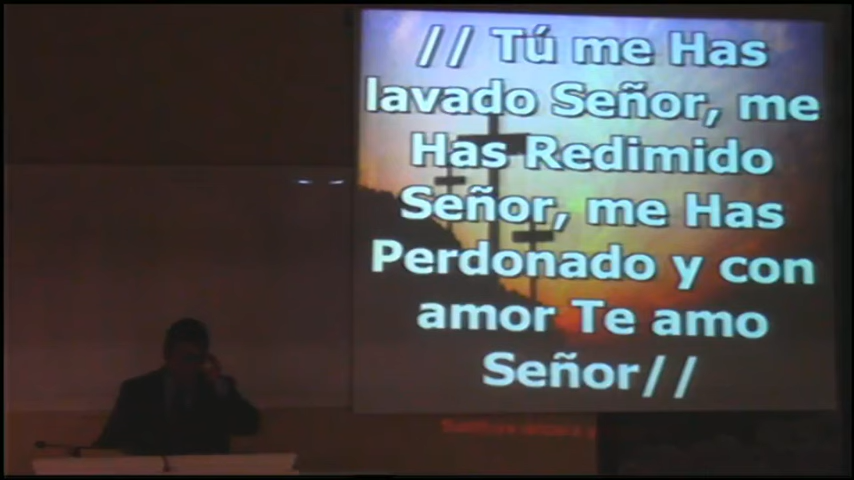 // Tú me Has
lavado Señor, me
Has Redimido
Señor, me Has
Perdonado y con
amor Te amo
Señor//